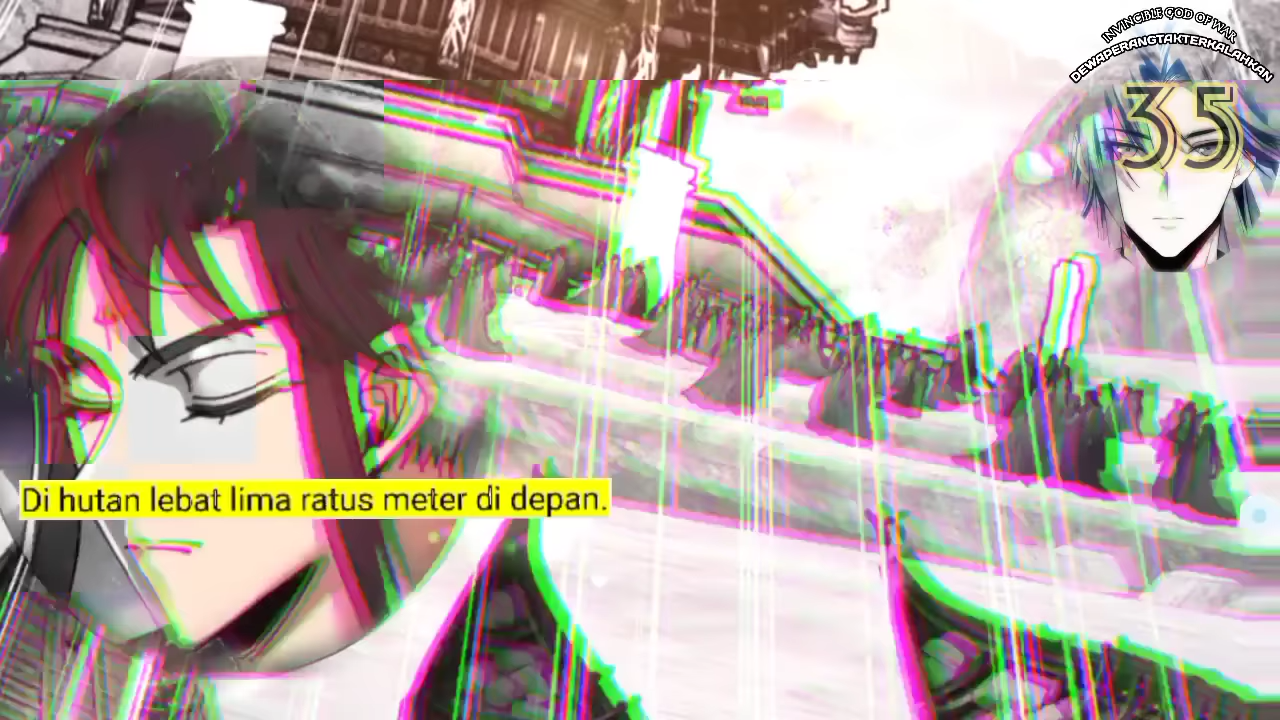 INVINCIBLE GOD OF WAR
DEWAPERANGTAKTERKALAHKAN
35
Di hutan lebat lima ratus meter di depan.